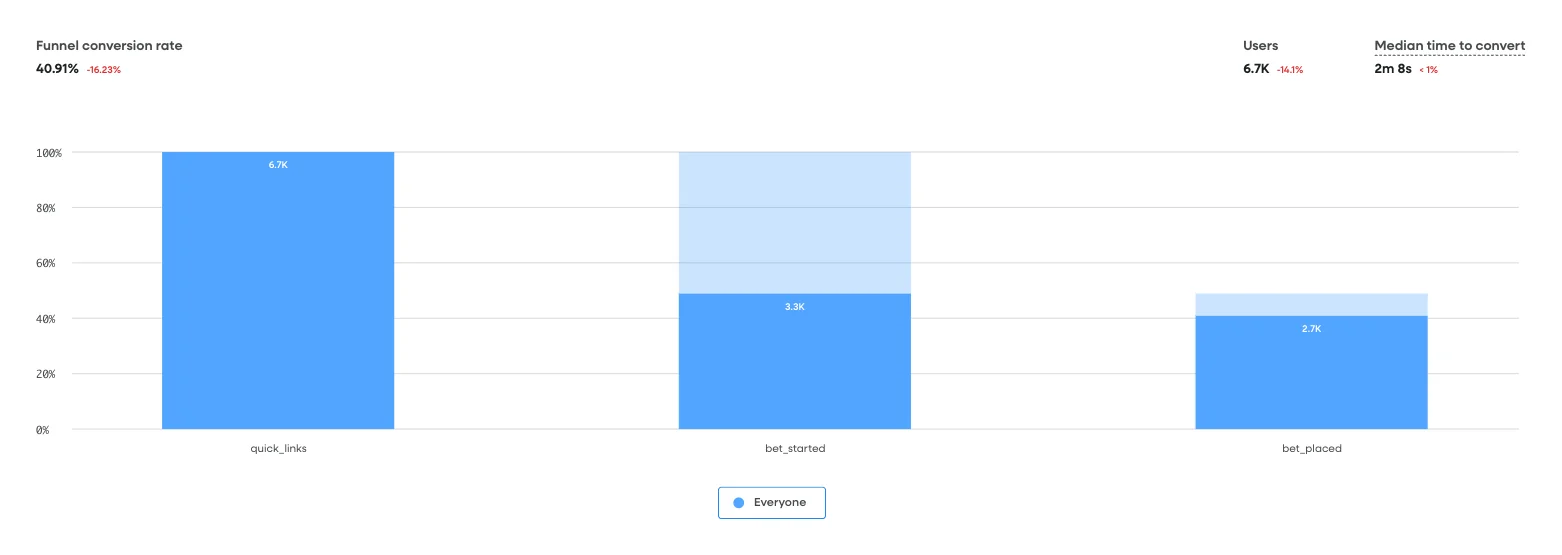 Funnel conversion rate
40.91% -16.23%
Users
6.7K -14.1%
Median time to convert
2m 8s < 1%
100%
80%
60%
40%
20%
0%
6.7K
3.3K
2.7K
quick_links
bet_started
bet_placed
Everyone